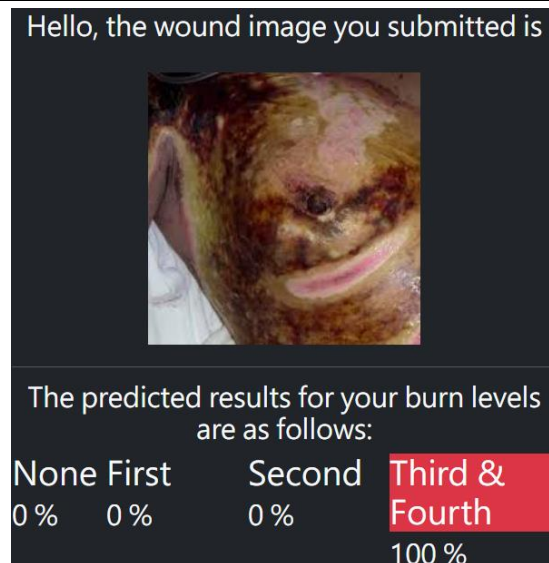 Hello, the wound image you submitted is
The predicted results for your burn levels
are as follows:
None First Second Third &
Fourth
0 % 0 % 0 %
100 %